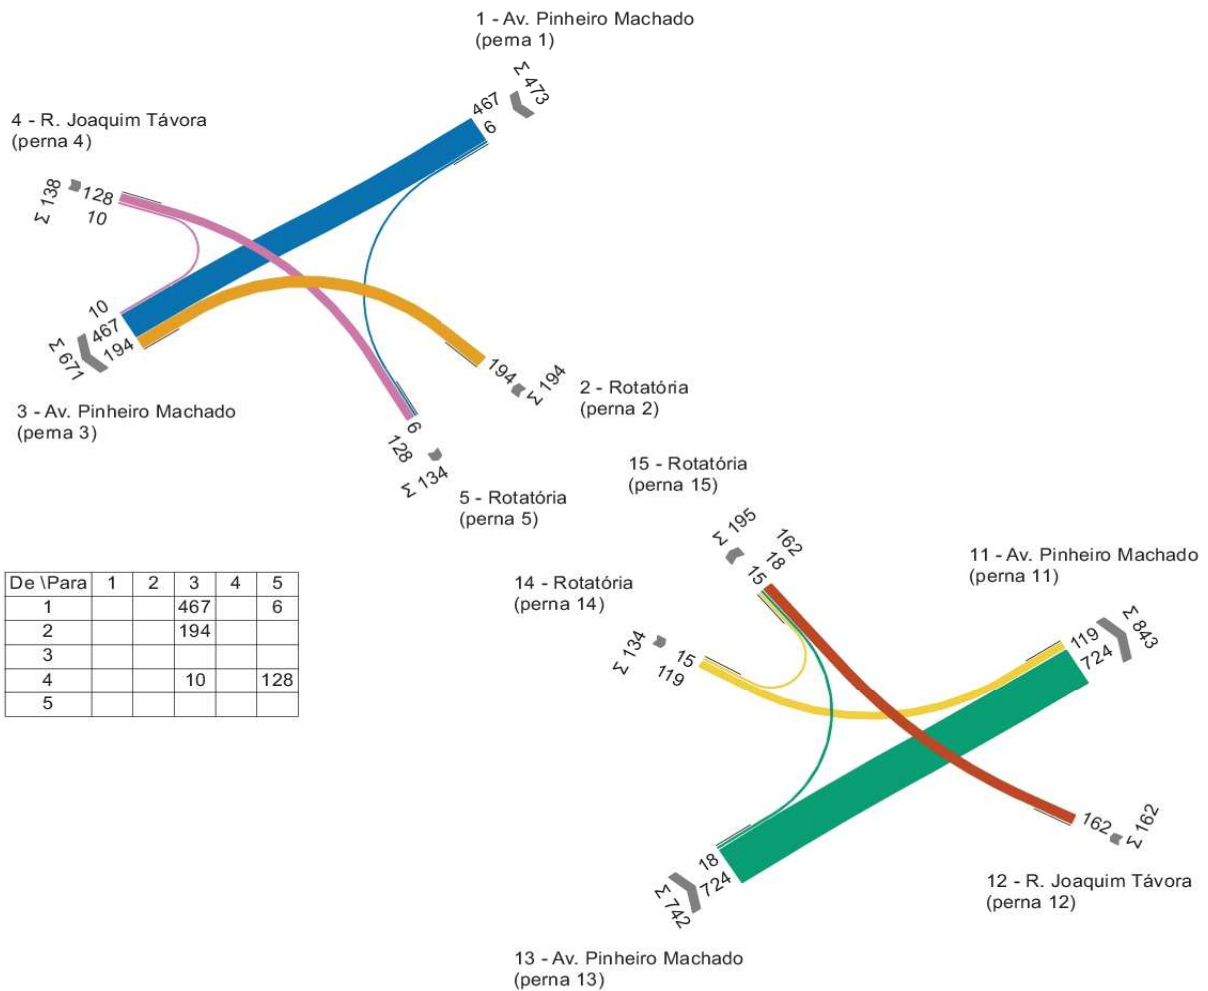 1 - Av. Pinheiro Machado
(perna 1)
Σ 473
467
6
4 - R. Joaquim Távora
(perna 4)
Σ 138
128
10
10
467
194
Σ 671
3 - Av. Pinheiro Machado
(perna 3)
194
Σ 194
2 - Rotatória
(perna 2)
6
128
Σ 134
5 - Rotatória
(perna 5)
15 - Rotatória
(perna 15)
Σ 195
162
18
15
11 - Av. Pinheiro Machado
(perna 11)
Σ 843
119
724
14 - Rotatória
(perna 14)
Σ 134
15
119
De \Para 1 2 3 4 5
1 467 6
2 194
3
4 10 128
5
162
Σ 162
12 - R. Joaquim Távora
(perna 12)
18
724
Σ 742
13 - Av. Pinheiro Machado
(perna 13)